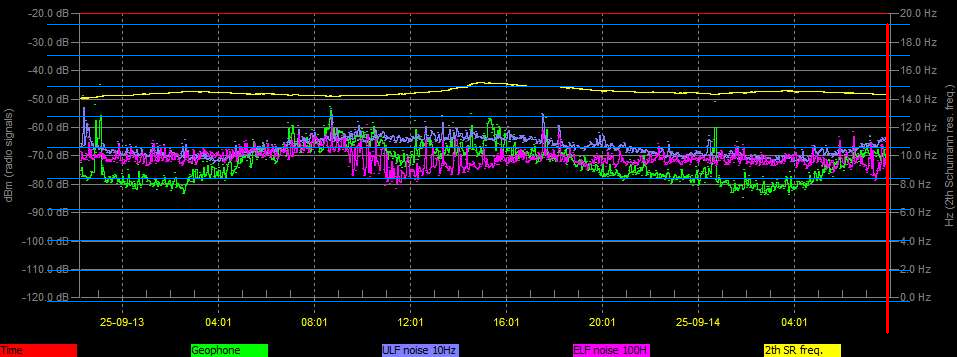 -20.0 dB 20.0 Hz
-30.0 dB 18.0 Hz
-40.0 dB 16.0 Hz
-50.0 dB 14.0 Hz
-60.0 dB 12.0 Hz
-70.0 dB 10.0 Hz
-80.0 dB 8.0 Hz
-90.0 dB 6.0 Hz
-100.0 dB 4.0 Hz
-110.0 dB 2.0 Hz
-120.0 dB 0.0 Hz
dBm (radio signals)
Hz (2th Schumann res. freq.)
25-09-13 04:01 08:01 12:01 16:01 20:01 25-09-14 04:01
Time Geophone ULF noise 10Hz ELF noise 100H 2th SR freq.